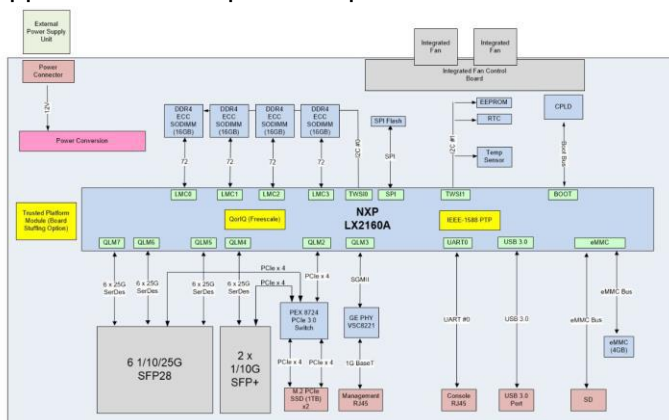 External
Power Supply
Unit
Power
Connector
12V
Power Conversion
Integrated
Fan
Integrated
Fan
Integrated Fan Control
Board
DDR4
ECC
SODIMM
(16GB)
DDR4
ECC
SODIMM
(16GB)
DDR4
ECC
SODIMM
(16GB)
DDR4
ECC
SODIMM
(16GB)
SPI Flash
EEPROM
RTC
Temp
Sensor
CPLD
72
72
72
72
I2C #0
SPI
I2C #1
Boot Bus
LMC0
LMC1
LMC2
LMC3
TWSI0
SPI
TWSI1
BOOT
Trusted Platform
Module (Board
Stuffing Option)
QorIQ (Freescale)
NXP
LX2160A
IEEE-1588 PTP
QLM7
QLM6
QLM5
QLM4
QLM2
QLM3
UART0
USB 3.0
eMMC
6 x 25G
SerDes
6 x 25G
SerDes
6 x 25G
SerDes
6 x 25G
SerDes
PCIe x 4
PCIe x 4
PCIe x 4
SGMII
UART #0
USB 3.0
eMMC Bus
eMMC Bus
PEX 8724
PCIe 3.0
Switch
GE PHY
VSC8221
eMMC
(4GB)
6 1/10/25G
SFP28
2 x
1/10G
SFP+
PCIe x 4
PCIe x 4
1G BaseT
M.2 PCIe
SSD (1TB)
x2
Management
RJ45
Console
RJ45
USB 3.0
Port
SD